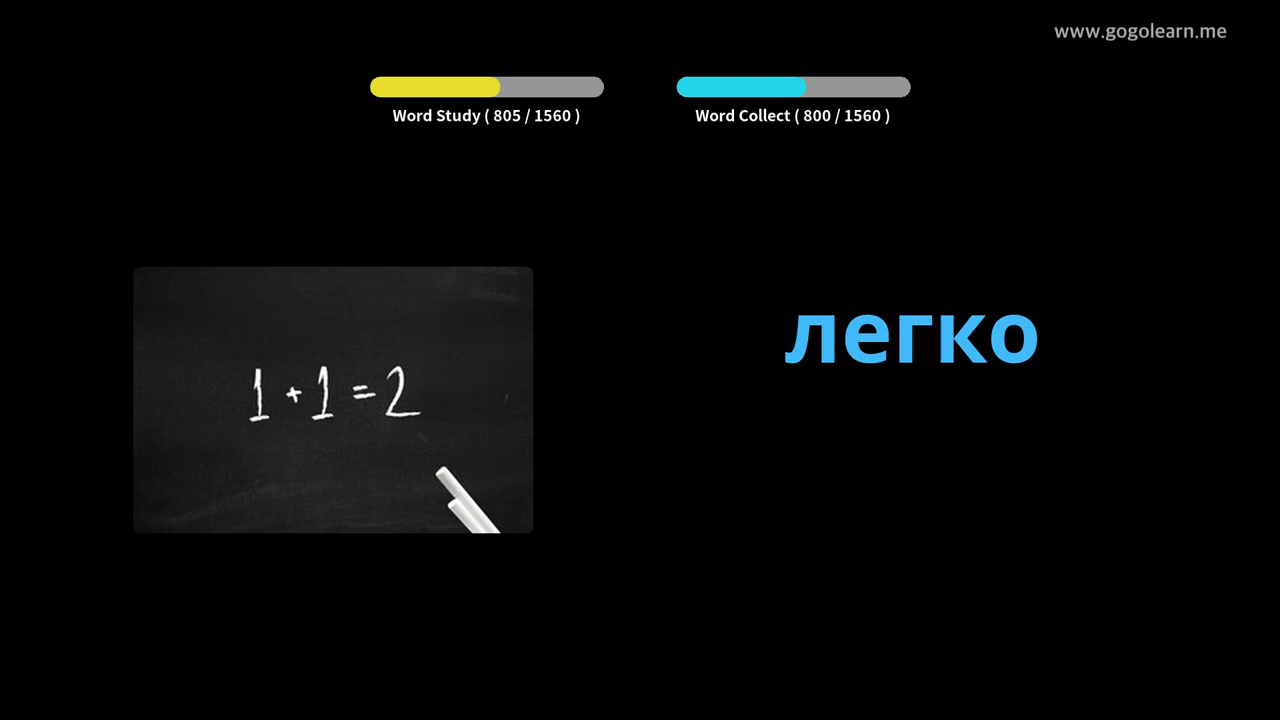 www.gogolearn.me
Word Study ( 805 / 1560 )
Word Collect ( 800 / 1560 )
легко
1 + 1 = 2